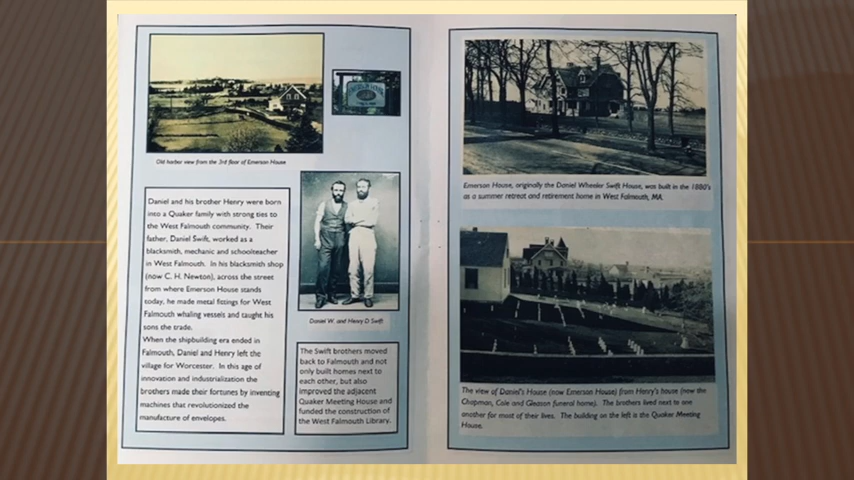 Old harbor view from the 3rd floor of Emerson House
Daniel and his brother Henry were born
into a Quaker family with strong ties to
the West Falmouth community. Their
father, Daniel Swift, worked as a
blacksmith, mechanic and schoolteacher
in West Falmouth. In his blacksmith shop
(now C. H. Newton), across the street
from where Emerson House stands
today, he made metal fittings for West
Falmouth whaling vessels and taught his
sons the trade.
When the shipbuilding era ended in
Falmouth, Daniel and Henry left the
village for Worcester. In this age of
innovation and industrialization the
brothers made their fortunes by inventing
machines that revolutionized the
manufacture of envelopes.
Daniel W. and Henry D Swift
The Swift brothers moved
back to Falmouth and not
only built homes next to
each other, but also
improved the adjacent
Quaker Meeting House and
funded the construction of
the West Falmouth Library.
Emerson House, originally the Daniel Wheeler Swift House, was built in the 1880's
as a summer retreat and retirement home in West Falmouth, MA.
The view of Daniel's House (now Emerson House) from Henry's house (now the
Chapman, Cole and Gleason funeral home). The brothers lived next to one
another for most of their lives. The building on the left is the Quaker Meeting
House.